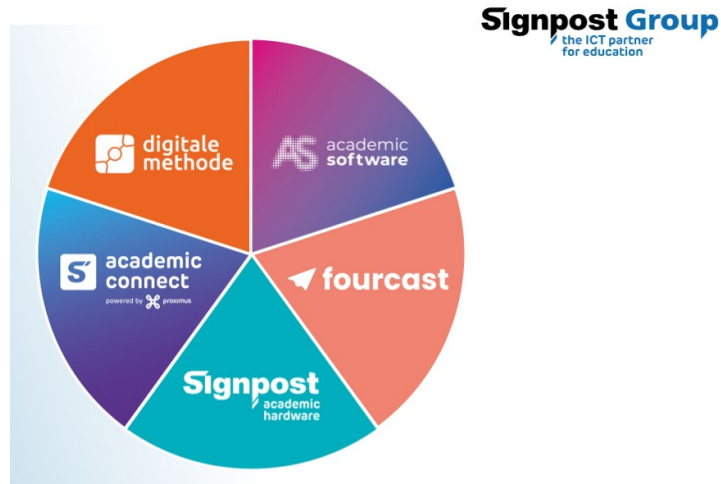 Signpost Group
the ICT partner
for education
digitale
methode
AS academic
software
S academic
connect
powered by proximus
fourcast
Signpost
academic
hardware